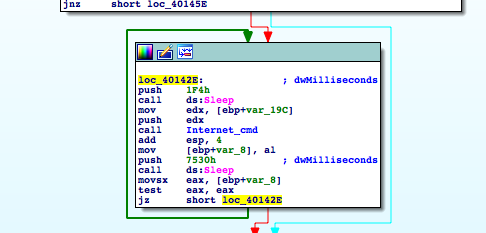 jnz     short loc_40145E
loc_40142E:             ; dwMilliseconds
push    1F4h
call    ds:Sleep
mov     edx, [ebp+var_19C]
push    edx
call    Internet_cmd
add     esp, 4
mov     [ebp+var_8], al
push    7530h           ; dwMilliseconds
call    ds:Sleep
movsx   eax, [ebp+var_8]
test    eax, eax
jz      short loc_40142E